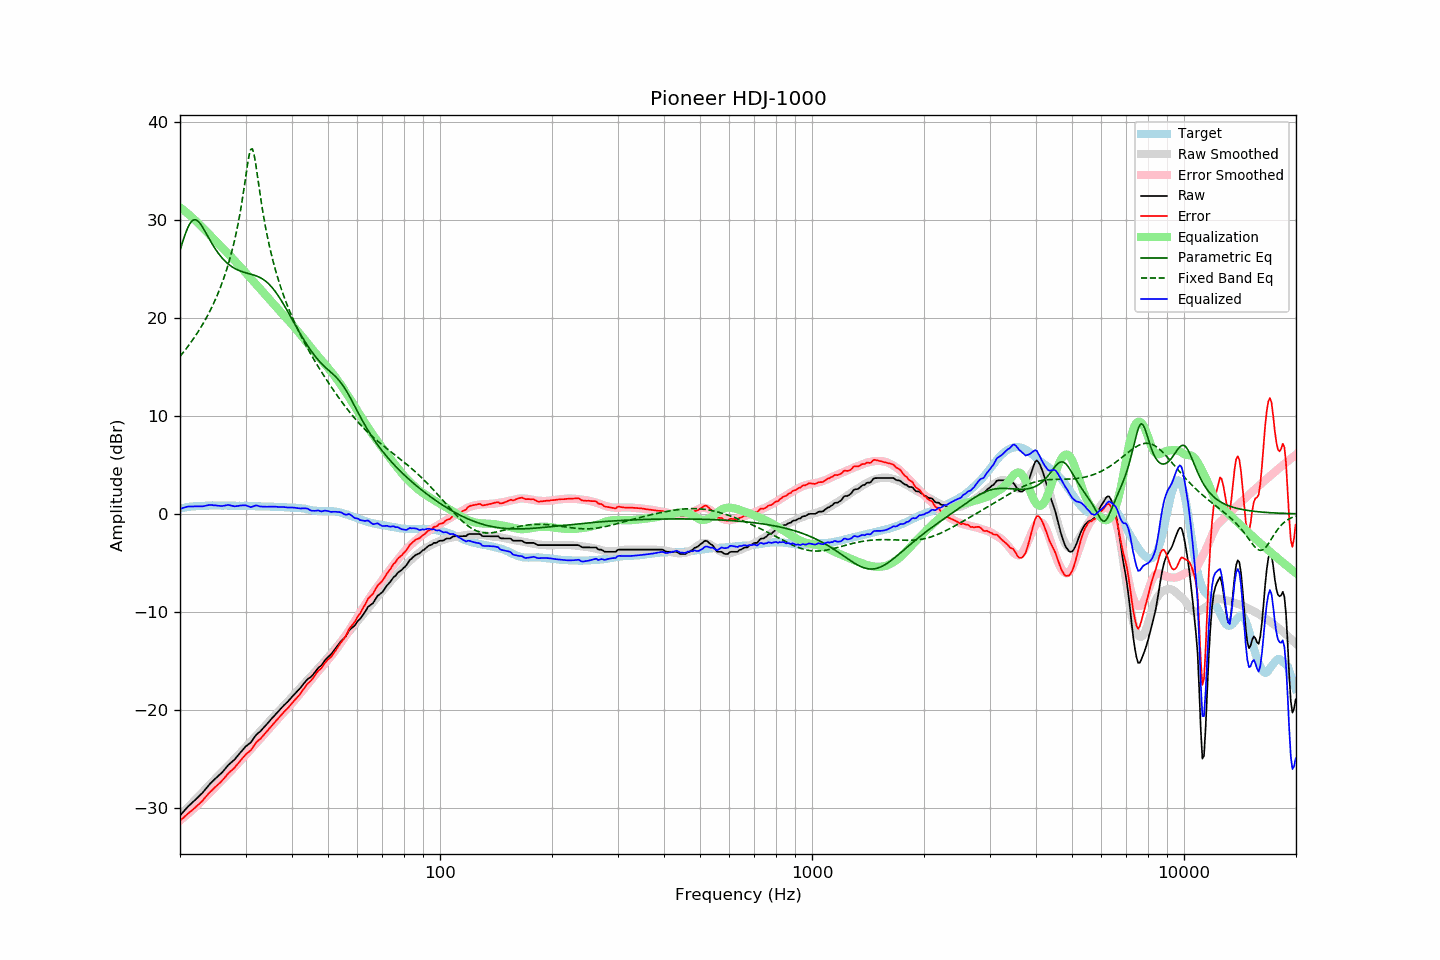 Pioneer HDJ-1000
Amplitude (dBr)
40
30
20
10
0
−10
−20
−30
Target
Raw Smoothed
Error Smoothed
Raw
Error
Equalization
Parametric Eq
Fixed Band Eq
Equalized
100
1000
10000
Frequency (Hz)